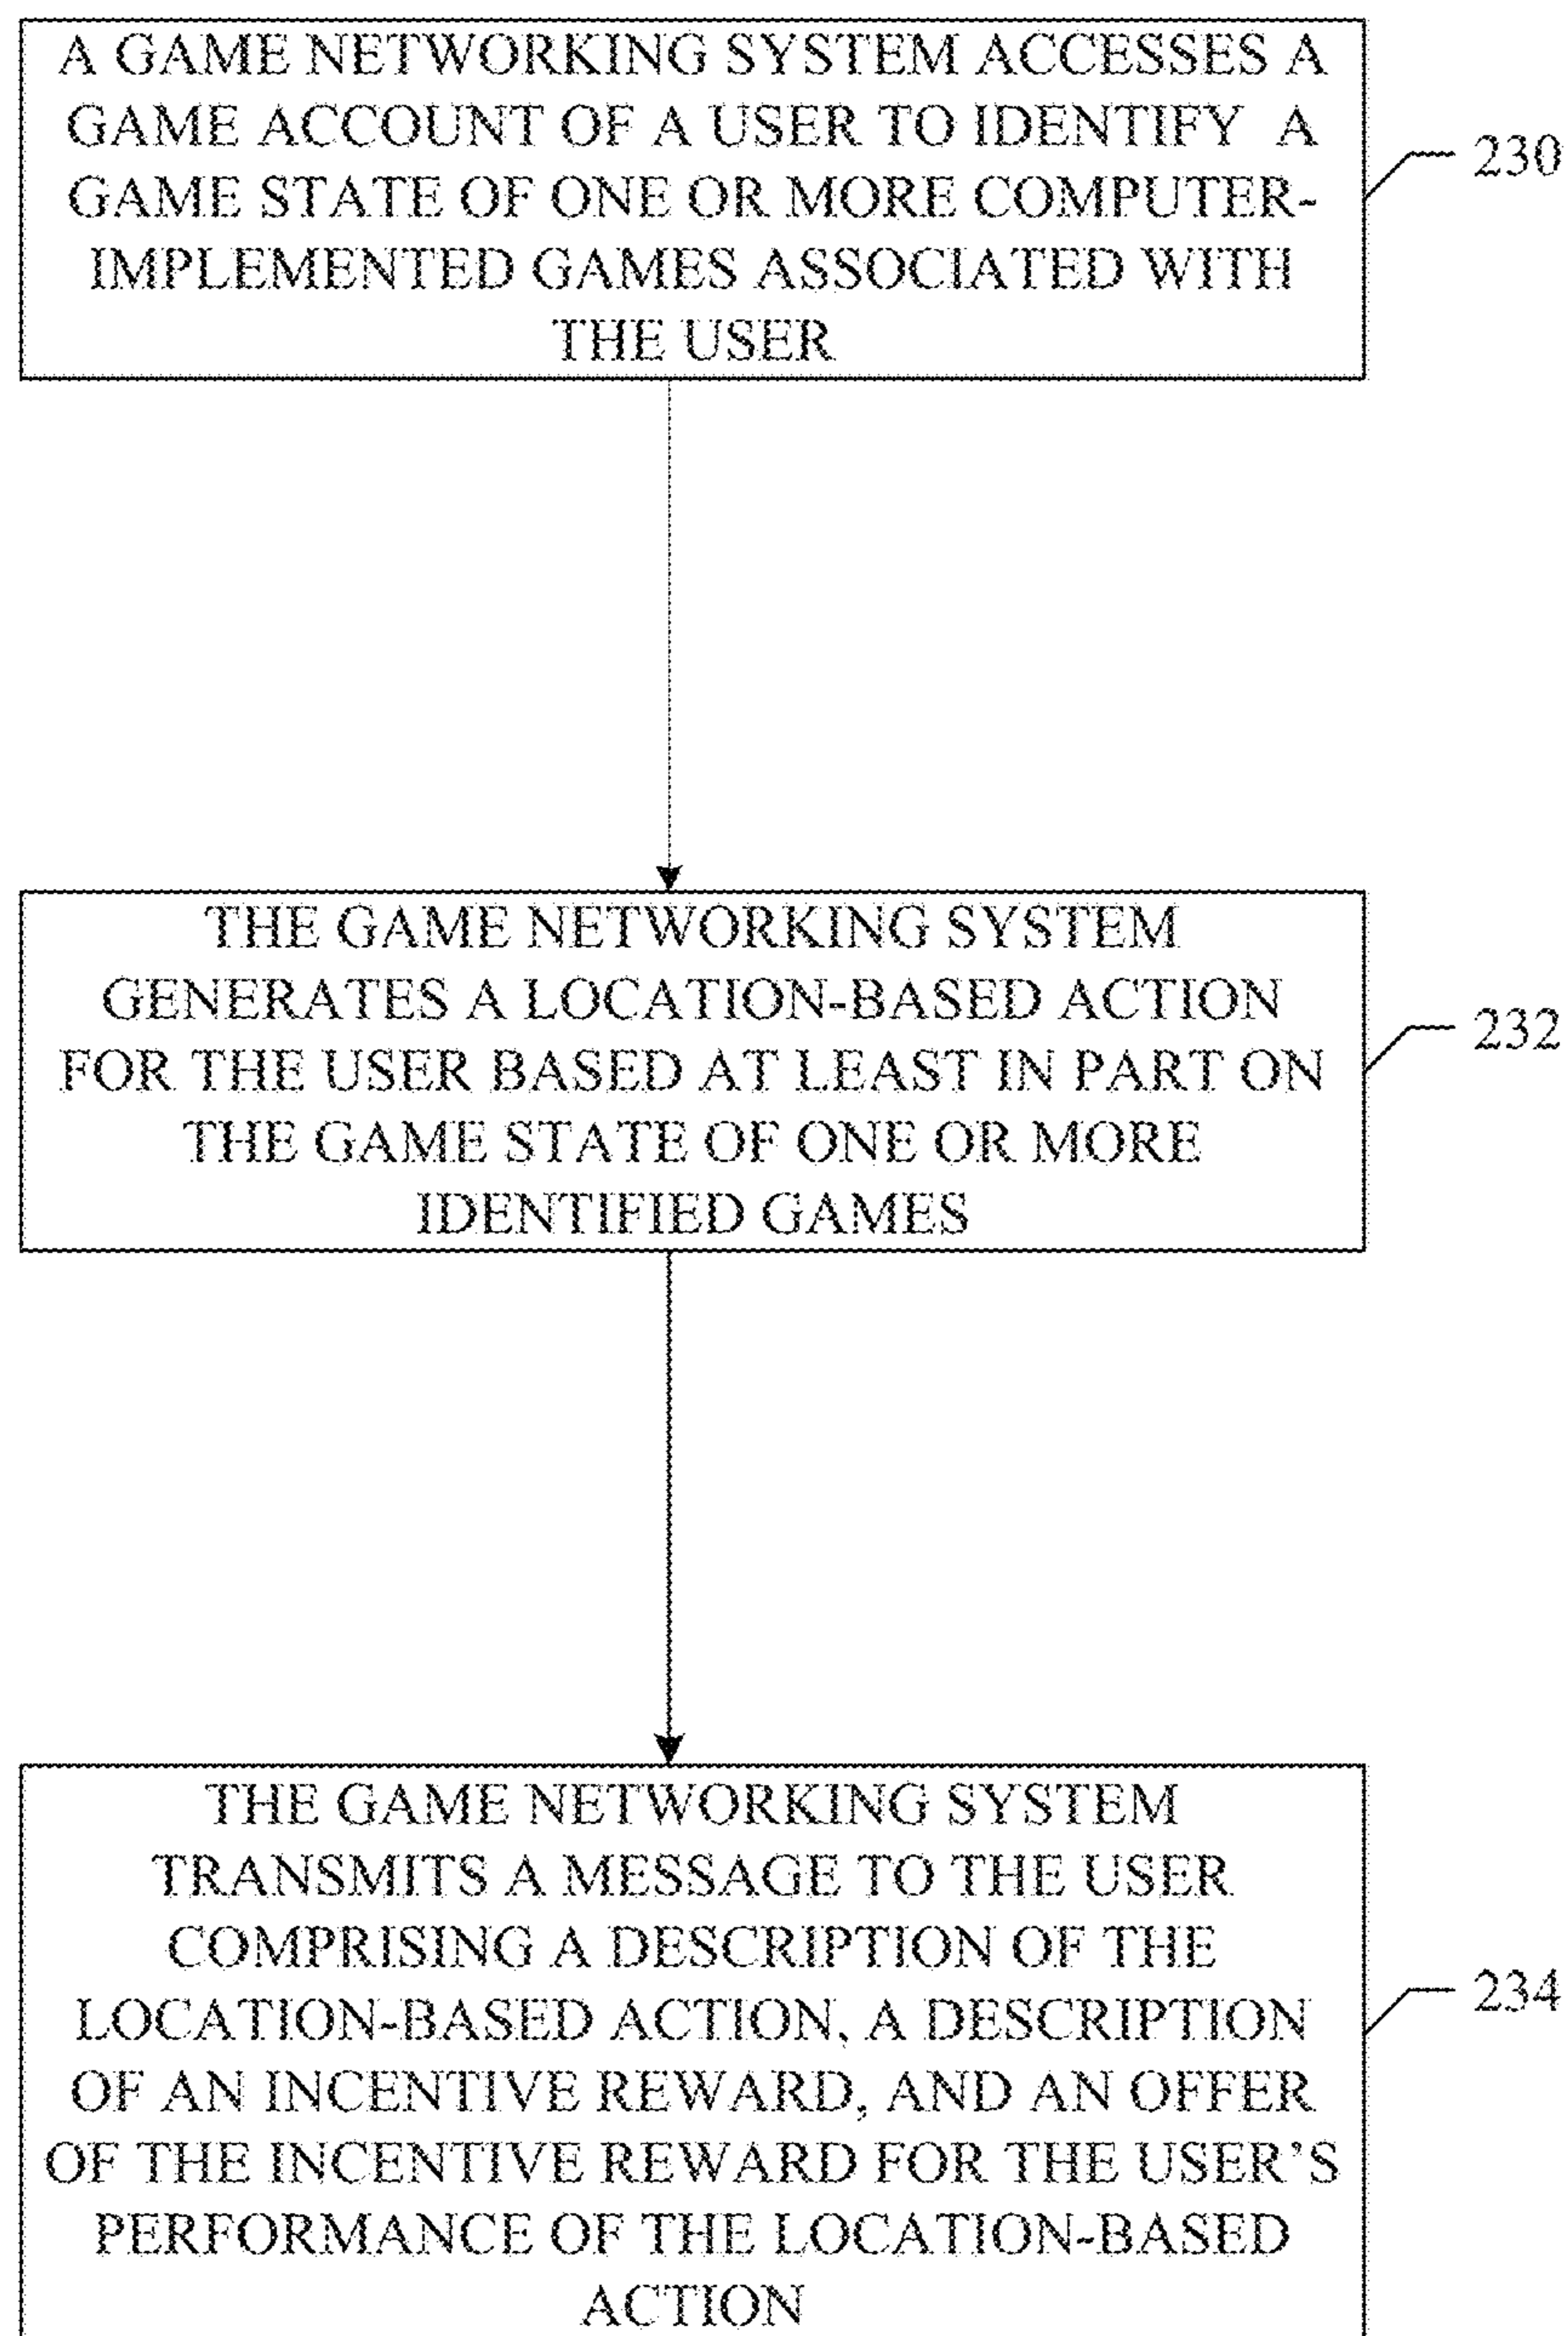 A GAME NETWORKING SYSTEM ACCESSES A
GAME ACCOUNT OF A USER TO IDENTIFY A
GAME STATE OF ONE OR MORE COMPUTER-
IMPLEMENTED GAMES ASSOCIATED WITH
THE USER
230
THE GAME NETWORKING SYSTEM
GENERATES A LOCATION-BASED ACTION
FOR THE USER BASED AT LEAST IN PART ON
THE GAME STATE OF ONE OR MORE
IDENTIFIED GAMES
232
THE GAME NETWORKING SYSTEM
TRANSMITS A MESSAGE TO THE USER
COMPRISING A DESCRIPTION OF THE
LOCATION-BASED ACTION, A DESCRIPTION
OF AN INCENTIVE REWARD, AND AN OFFER
OF THE INCENTIVE REWARD FOR THE USER'S
PERFORMANCE OF THE LOCATION-BASED
ACTION
234